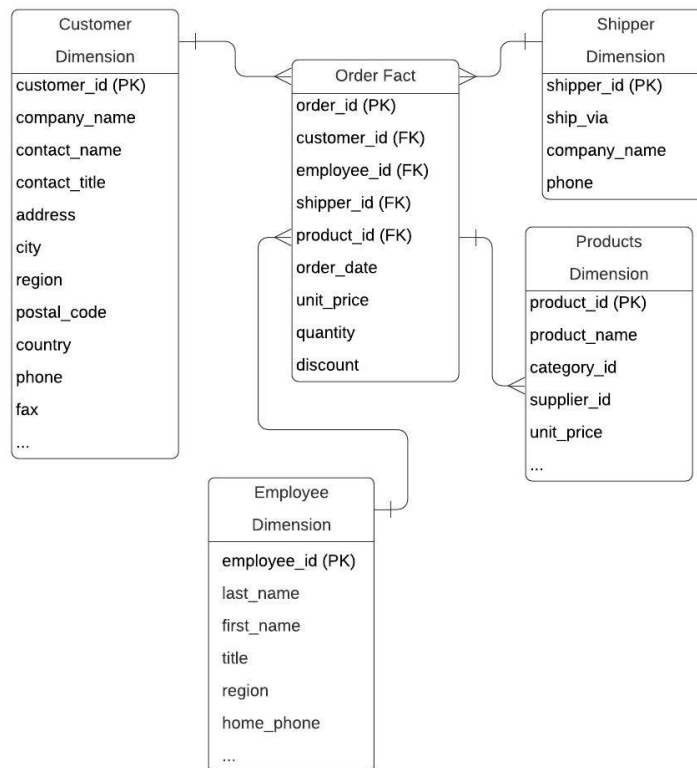 Customer
Dimension
customer_id (PK)
company_name
contact_name
contact_title
address
city
region
postal_code
country
phone
fax
...
Order Fact
order_id (PK)
customer_id (FK)
employee_id (FK)
shipper_id (FK)
product_id (FK)
order_date
unit_price
quantity
discount
Shipper
Dimension
shipper_id (PK)
ship_via
company_name
phone
Products
Dimension
product_id (PK)
product_name
category_id
supplier_id
unit_price
...
Employee
Dimension
employee_id (PK)
last_name
first_name
title
region
home_phone
...